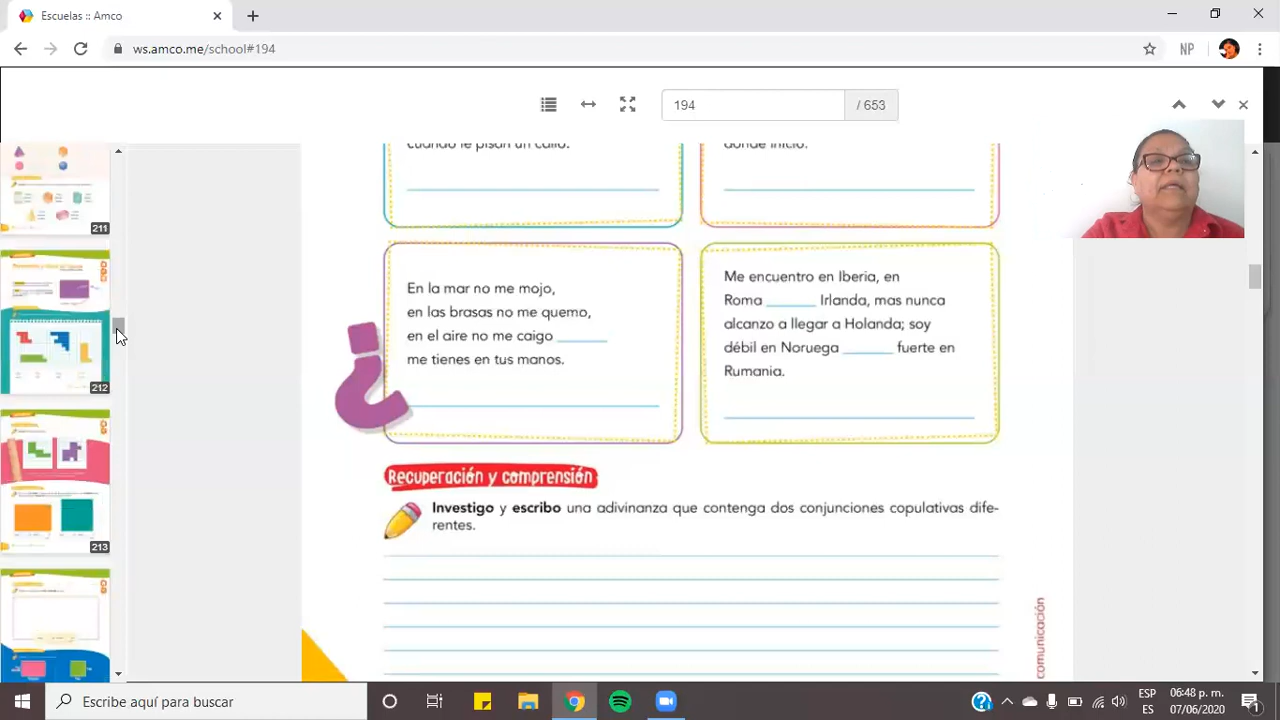 Escuelas :: Amco
ws.amco.me/school#194
NP
194 / 653
cuando le pisan un callo.
donde inicio.
211
En la mar no me mojo,
en las brasas no me quemo,
en el aire no me caigo
me tienes en tus manos.
Me encuentro en Iberia, en
Roma Irlanda, mas nunca
alcanzo a llegar a Holanda; soy
débil en Noruega fuerte en
Rumania.
212
Recuperación y comprensión
Investigo y escribo una adivinanza que contenga dos conjunciones copulativas dife-
rentes.
213
comunicación
Escribe aquí para buscar
ESP
ES
06:48 p. m.
07/06/2020
1